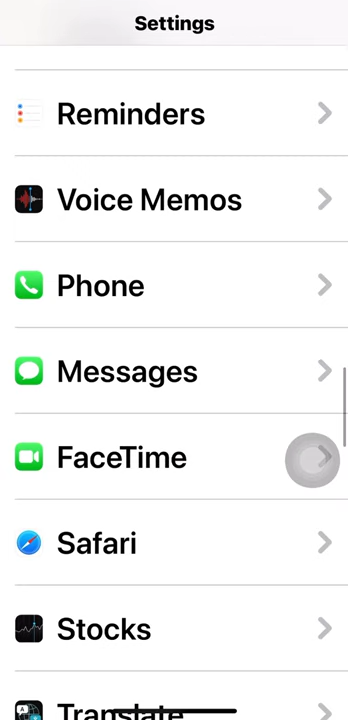 Settings
Reminders
Voice Memos
Phone
Messages
FaceTime
Safari
Stocks
Translate